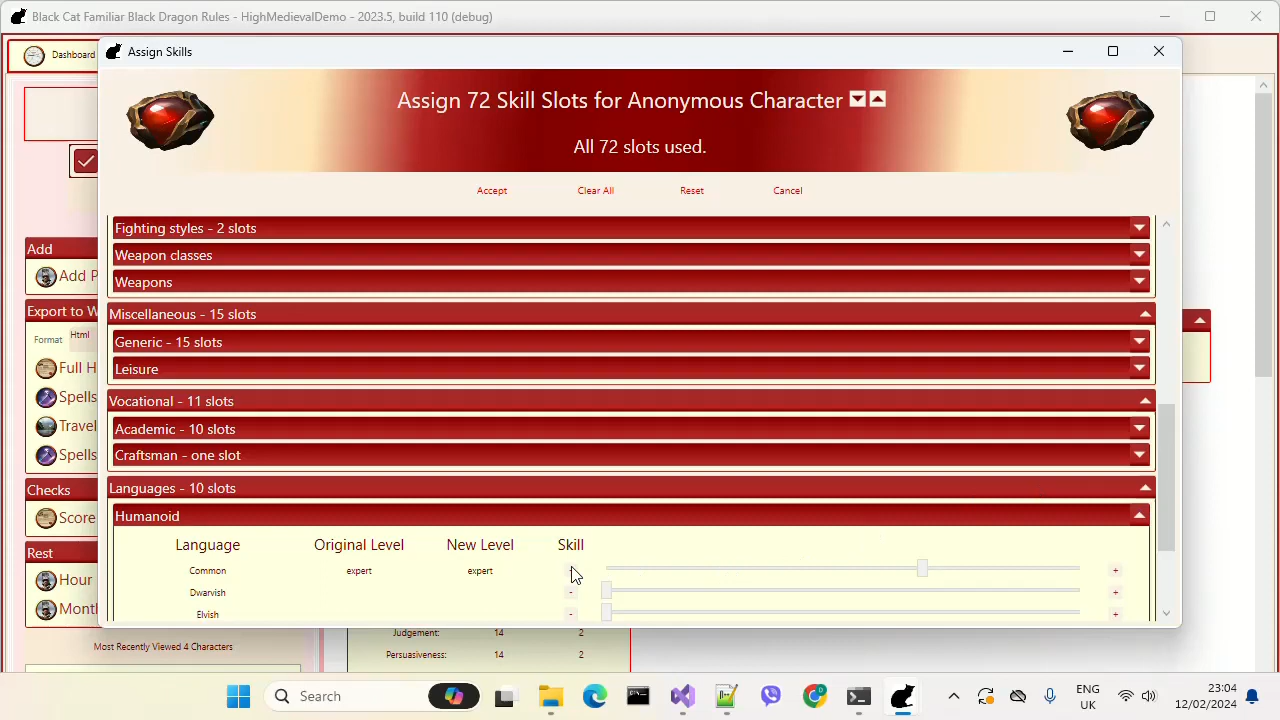 Black Cat Familiar Black Dragon Rules - HighMedievalDemo - 2023.5, build 110 (debug)
Dashboard
Assign Skills
Assign 72 Skill Slots for Anonymous Character
All 72 slots used.
Accept Clear All Reset Cancel
Fighting styles - 2 slots
Weapon classes
Weapons
Miscellaneous - 15 slots
Generic - 15 slots
Leisure
Vocational - 11 slots
Academic - 10 slots
Craftsman - one slot
Languages - 10 slots
Humanoid
Language Original Level New Level Skill
Common expert expert +
Dwarvish - +
Elvish - +
Add
Add P
Export to W
Format Html
Full H
Spells
Travel
Spells
Checks
Score
Rest
Hour
Month
Most Recently Viewed 4 Characters
Judgement: 14 2
Persuasiveness: 14 2
Search
ENG
UK
23:04
12/02/2024